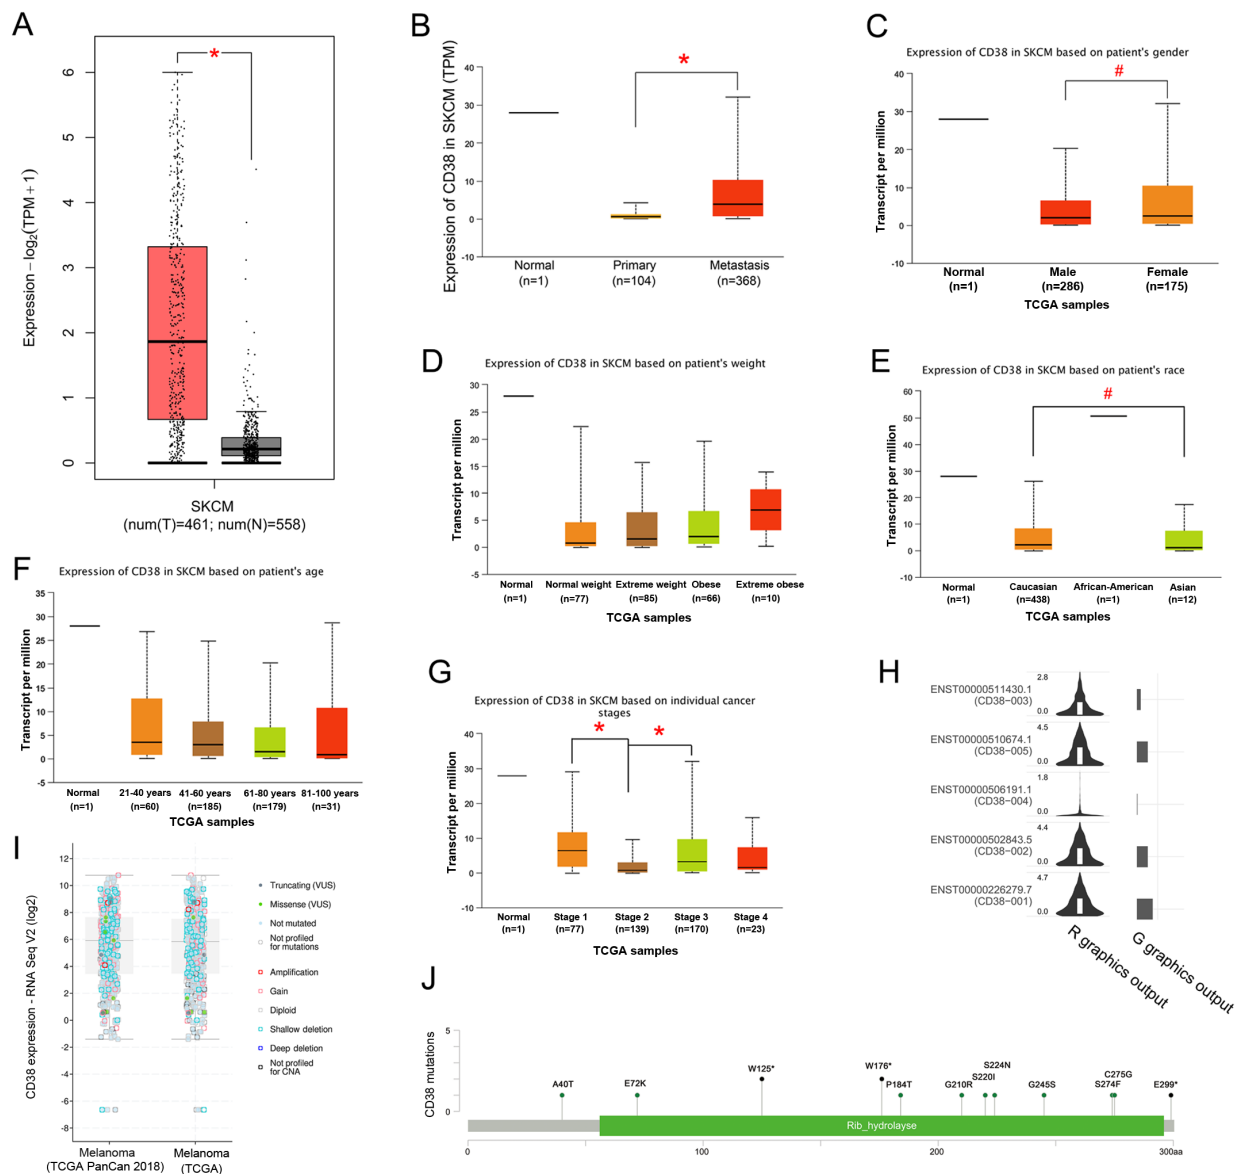 A
*
Expression − log2(TPM + 1)
6
5
4
3
2
1
0
SKCM
(num(T)=461; num(N)=558)
B
*
Expression of CD38 in SKCM (TPM)
40
30
20
10
0
-10
Normal
(n=1)
Primary
(n=104)
Metastasis
(n=368)
C
Expression of CD38 in SKCM based on patient's gender
#
Transcript per million
40
30
20
10
0
-10
Normal
(n=1)
Male
(n=286)
Female
(n=175)
TCGA samples
D
Expression of CD38 in SKCM based on patient's weight
Transcript per million
30
25
20
15
10
5
0
-5
Normal
(n=1)
Normal weight
(n=77)
Extreme weight
(n=85)
Obese
(n=66)
Extreme obese
(n=10)
TCGA samples
E
Expression of CD38 in SKCM based on patient's race
#
Transcript per million
60
50
40
30
20
10
0
-10
Normal
(n=1)
Caucasian
(n=438)
African-American
(n=1)
Asian
(n=12)
TCGA samples
F
Expression of CD38 in SKCM based on patient's age
Transcript per million
35
30
25
20
15
10
5
0
-5
Normal
(n=1)
21-40 years
(n=60)
41-60 years
(n=185)
61-80 years
(n=179)
81-100 years
(n=31)
TCGA samples
G
Expression of CD38 in SKCM based on individual cancer
stages
*
*
Transcript per million
40
30
20
10
0
-10
Normal
(n=1)
Stage 1
(n=77)
Stage 2
(n=139)
Stage 3
(n=170)
Stage 4
(n=23)
TCGA samples
H
ENST00000511430.1
(CD38−003)
2.8
0.0
ENST00000510674.1
(CD38−005)
4.5
0.0
ENST00000506191.1
(CD38−004)
1.8
0.0
ENST00000502843.5
(CD38−002)
4.4
0.0
ENST00000226279.7
(CD38−001)
4.7
0.0
R graphics output
G graphics output
I
CD38 expression - RNA Seq V2 (log2)
12
10
8
6
4
2
0
-2
-4
-6
-8
Melanoma
(TCGA PanCan 2018)
Melanoma
(TCGA)
Truncating (VUS)
Missense (VUS)
Not mutated
Not profiled
for mutations
Amplification
Gain
Diploid
Shallow deletion
Deep deletion
Not profiled
for CNA
J
CD38 mutations
5
0
A40T
E72K
W125*
W176*
P184T
G210R
S220I
S224N
G245S
S274F
C275G
E299*
Rib_hydrolayse
0
100
200
300aa